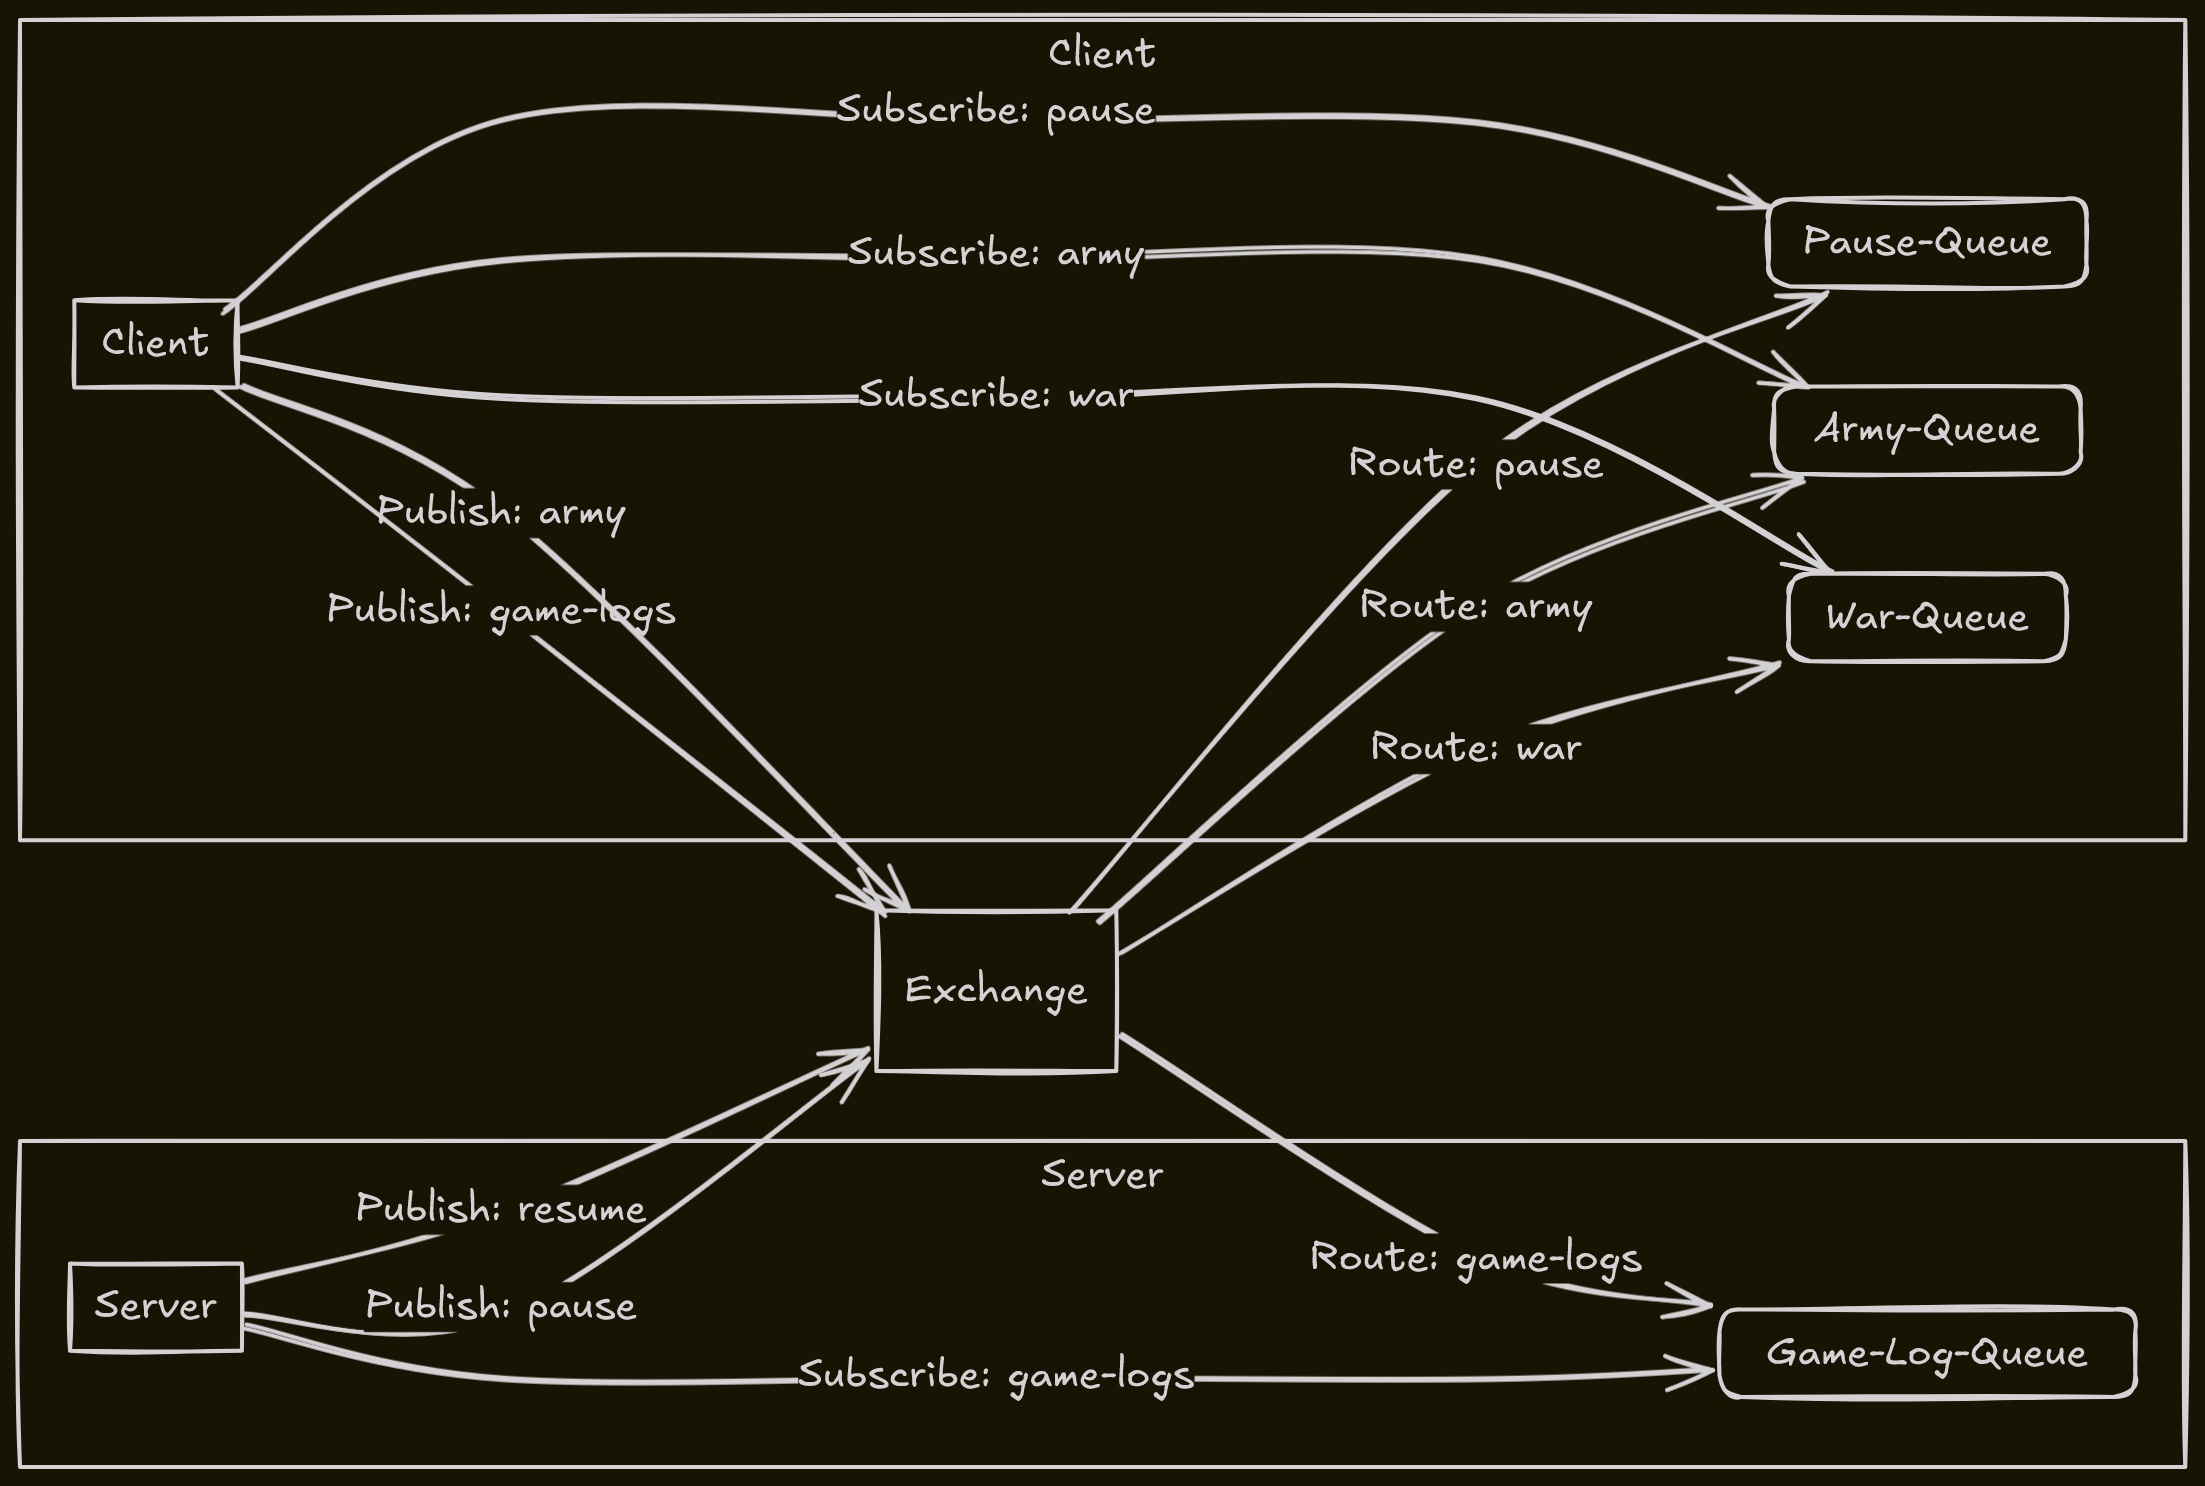 Client
Subscribe: pause
Pause-Queue
Subscribe: army
Client
Subscribe: war
Army-Queue
Route: pause
Publish: army
Route: army
Publish: game-logs
War-Queue
Route: war
Exchange
Server
Publish: resume
Route: game-logs
Server
Publish: pause
Game-Log-Queue
Subscribe: game-logs